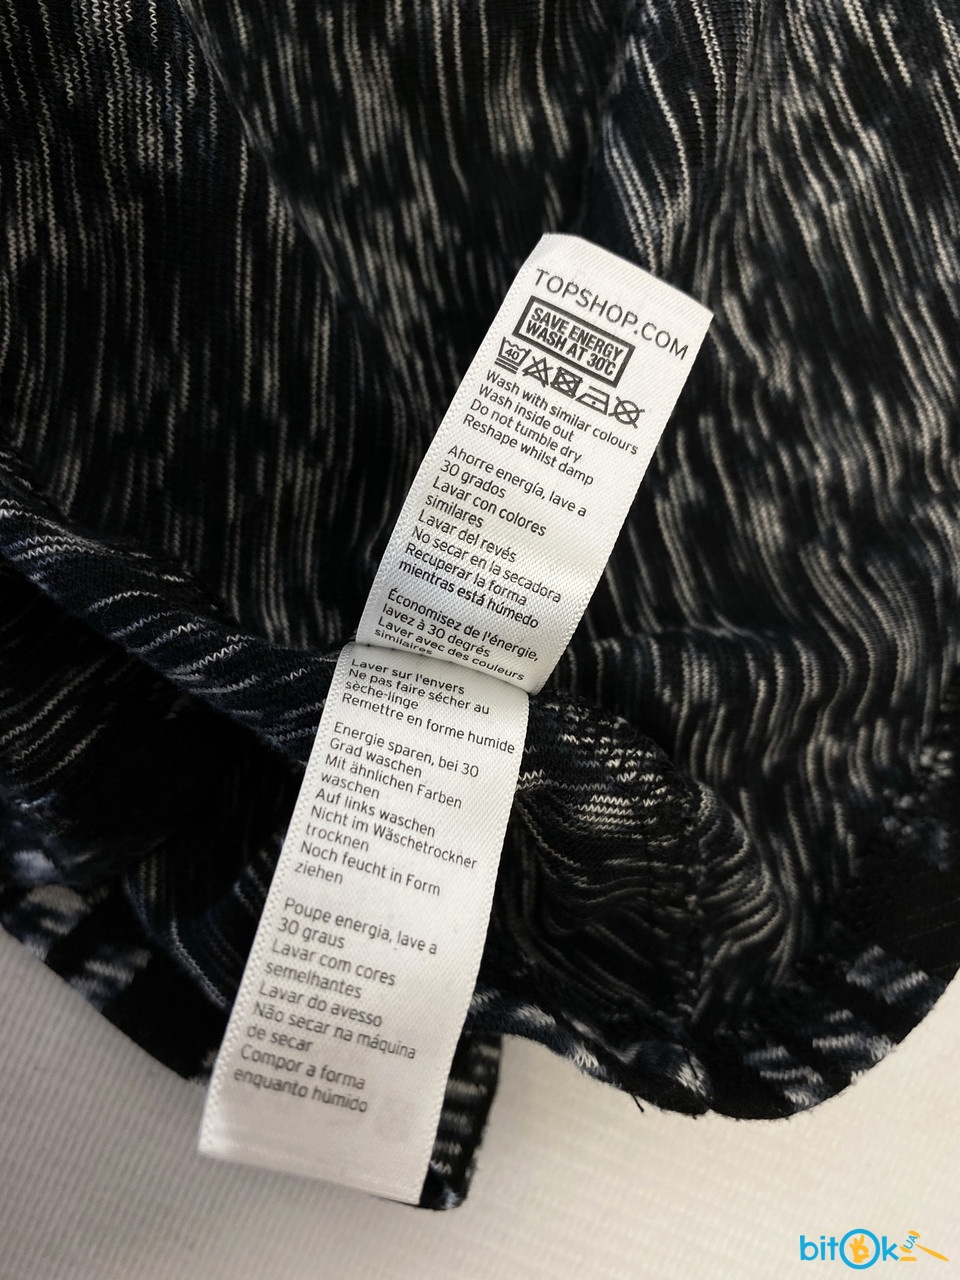 TOPSHOP.COM
SAVE ENERGY
WASH AT 30°C
40
Wash with similar colours
Wash inside out
Do not tumble dry
Reshape whilst damp
Ahorre energía, lave a
30 grados
Lavar con colores
similares
Lavar del revés
No secar en la secadora
Recuperar la forma
mientras está húmedo
Économisez de l'énergie,
lavez à 30 degrés
Laver avec des couleurs
similaires
Laver sur l'envers
Ne pas faire sécher au
sèche-linge
Remettre en forme humide
Energie sparen, bei 30
Grad waschen
Mit ähnlichen Farben
waschen
Auf links waschen
Nicht im Wäschetrockner
trocknen
Noch feucht in Form
ziehen
Poupe energia, lave a
30 graus
Lavar com cores
semelhantes
Lavar do avesso
Não secar na máquina
de secar
Compor a forma
enquanto húmido
bitOk UA